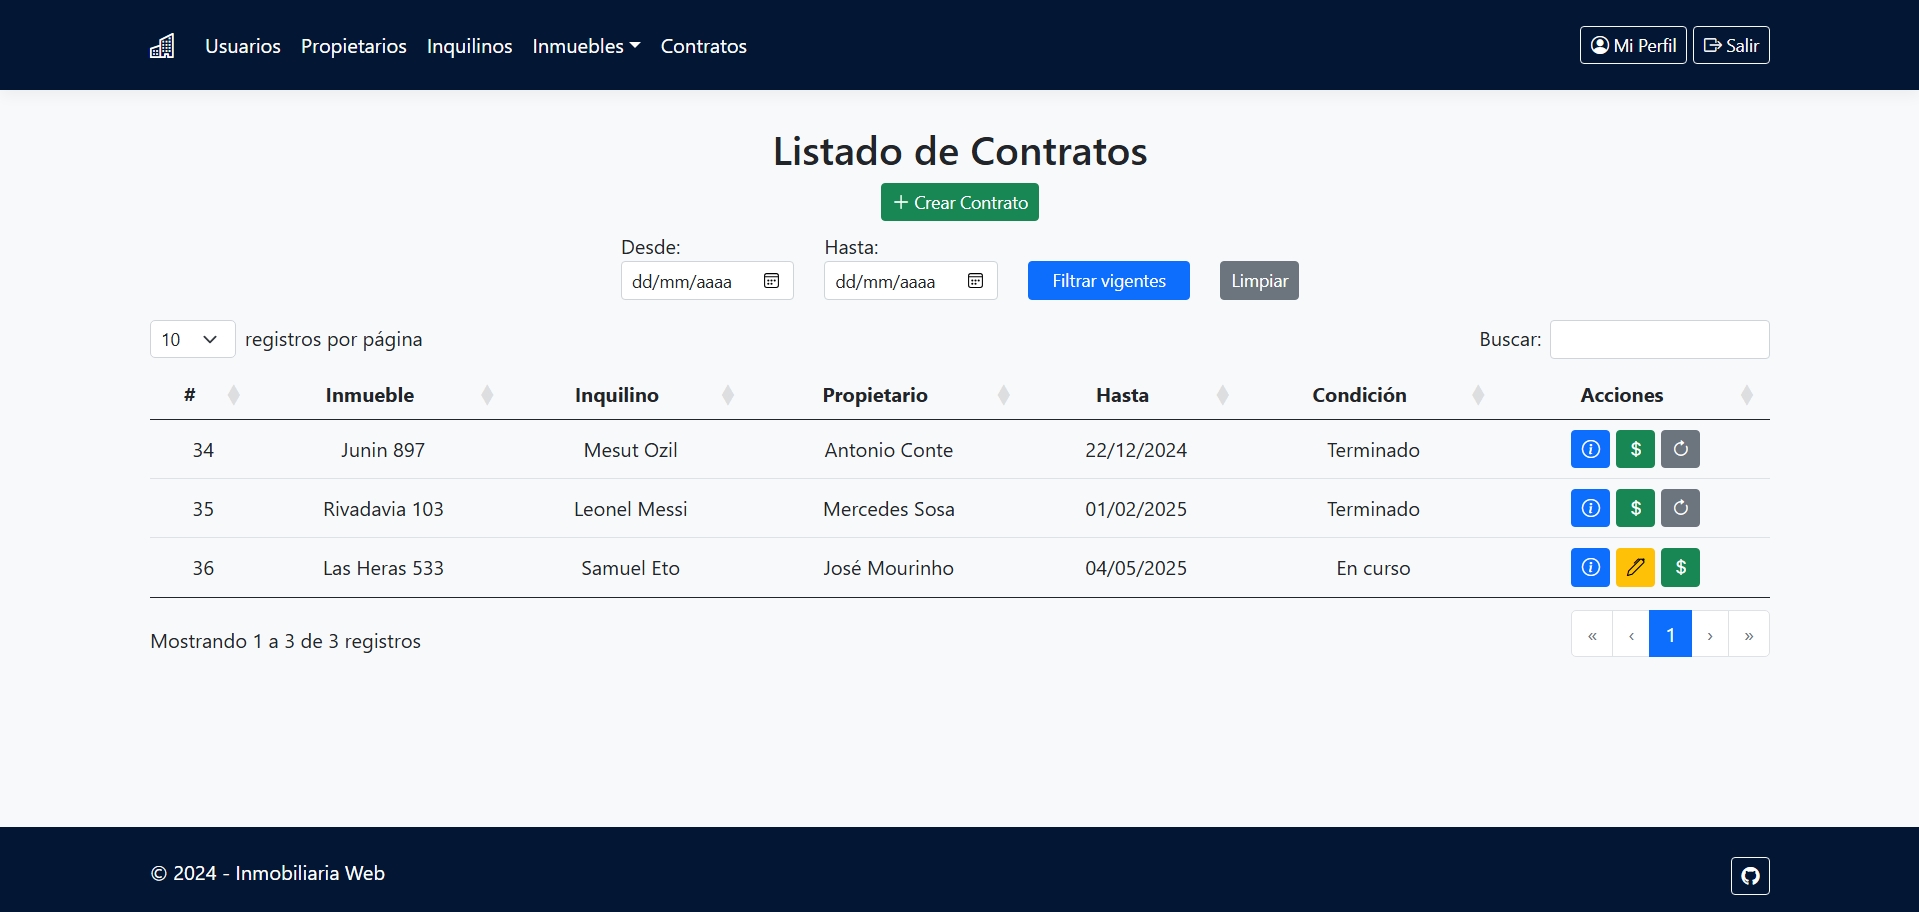 Usuarios Propietarios Inquilinos Inmuebles Contratos Mi Perfil Salir
Listado de Contratos
+ Crear Contrato
Desde: Hasta:
dd/mm/aaaa dd/mm/aaaa Filtrar vigentes Limpiar
10 registros por página Buscar:
# Inmueble Inquilino Propietario Hasta Condición Acciones
34 Junin 897 Mesut Ozil Antonio Conte 22/12/2024 Terminado $
35 Rivadavia 103 Leonel Messi Mercedes Sosa 01/02/2025 Terminado $
36 Las Heras 533 Samuel Eto José Mourinho 04/05/2025 En curso $
Mostrando 1 a 3 de 3 registros « ‹ 1 › »
© 2024 - Inmobiliaria Web